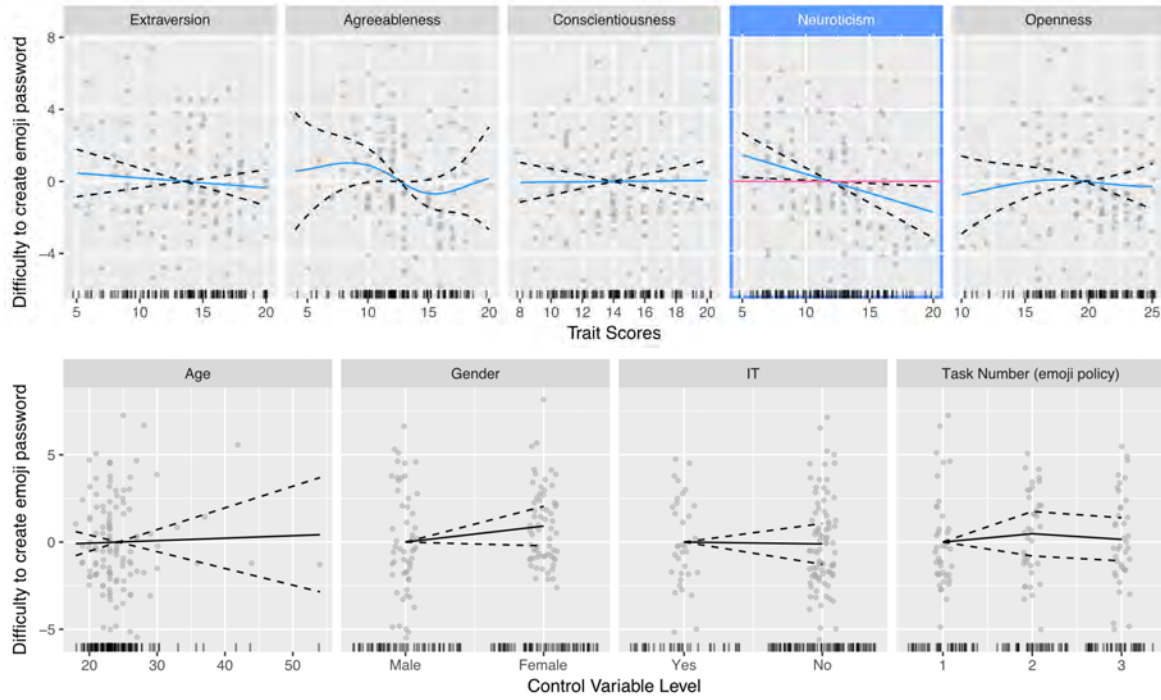 Extraversion Agreeableness Conscientiousness Neuroticism Openness
8
4
0
−4
Difficulty to create emoji password
5 10 15 20 5 10 15 20 8 10 12 14 16 18 20 5 10 15 20 10 15 20 25
Trait Scores
Age Gender IT Task Number (emoji policy)
5
0
−5
Difficulty to create emoji password
20 30 40 50 Male Female Yes No 1 2 3
Control Variable Level